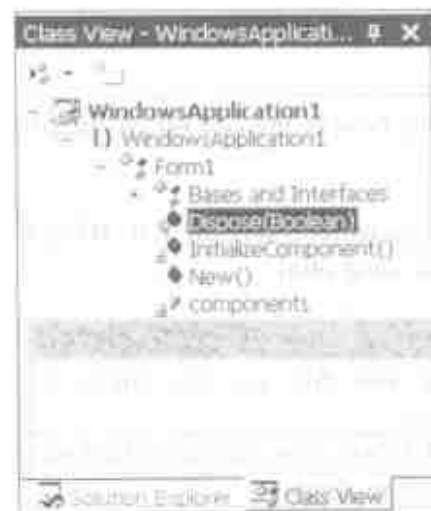 Class View - WindowsApplicati...
WindowsApplication1
{} WindowsApplication1
Form1
Bases and Interfaces
Dispose(Boolean)
InitializeComponent()
New()
components
Solution Explorer Class View